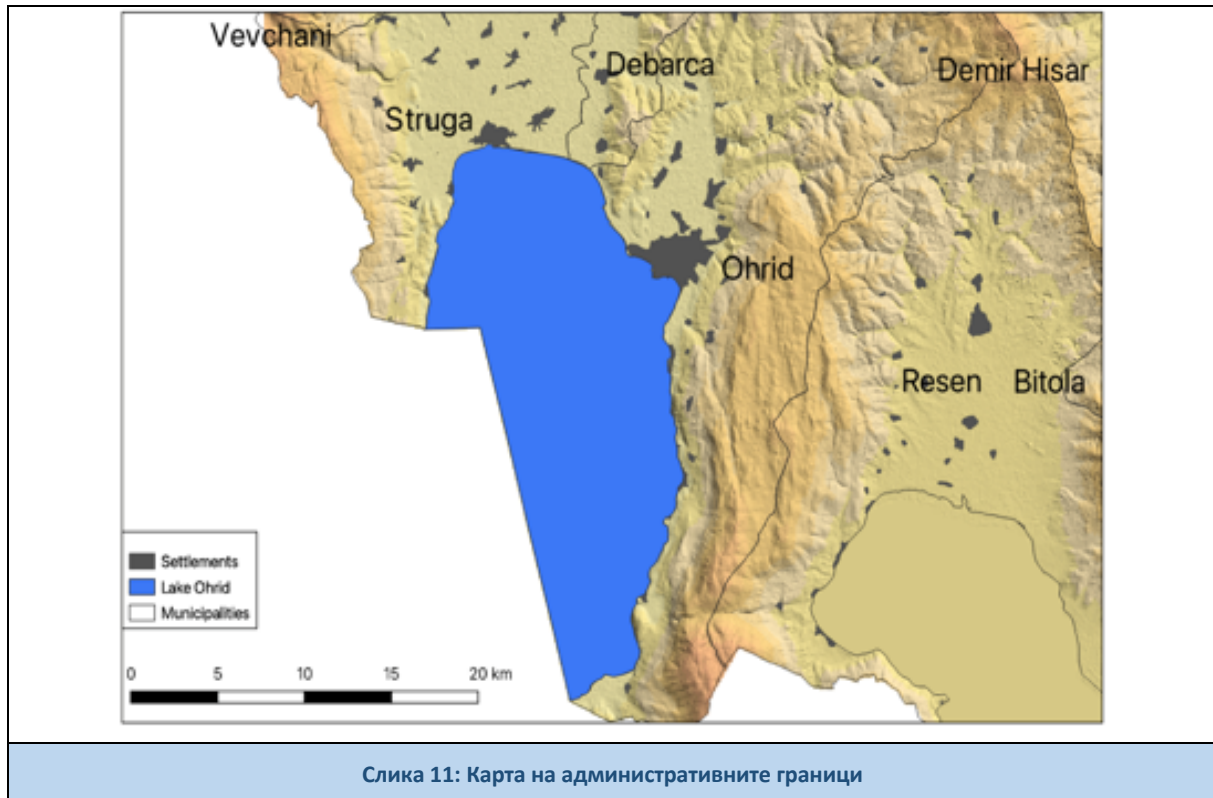 Vevchani
Debarca
Demir Hisar
Struga
Ohrid
Resen
Bitola
Settlements
Lake Ohrid
Municipalities
0 5 10 15 20 km
Слика 11: Карта на административните граници